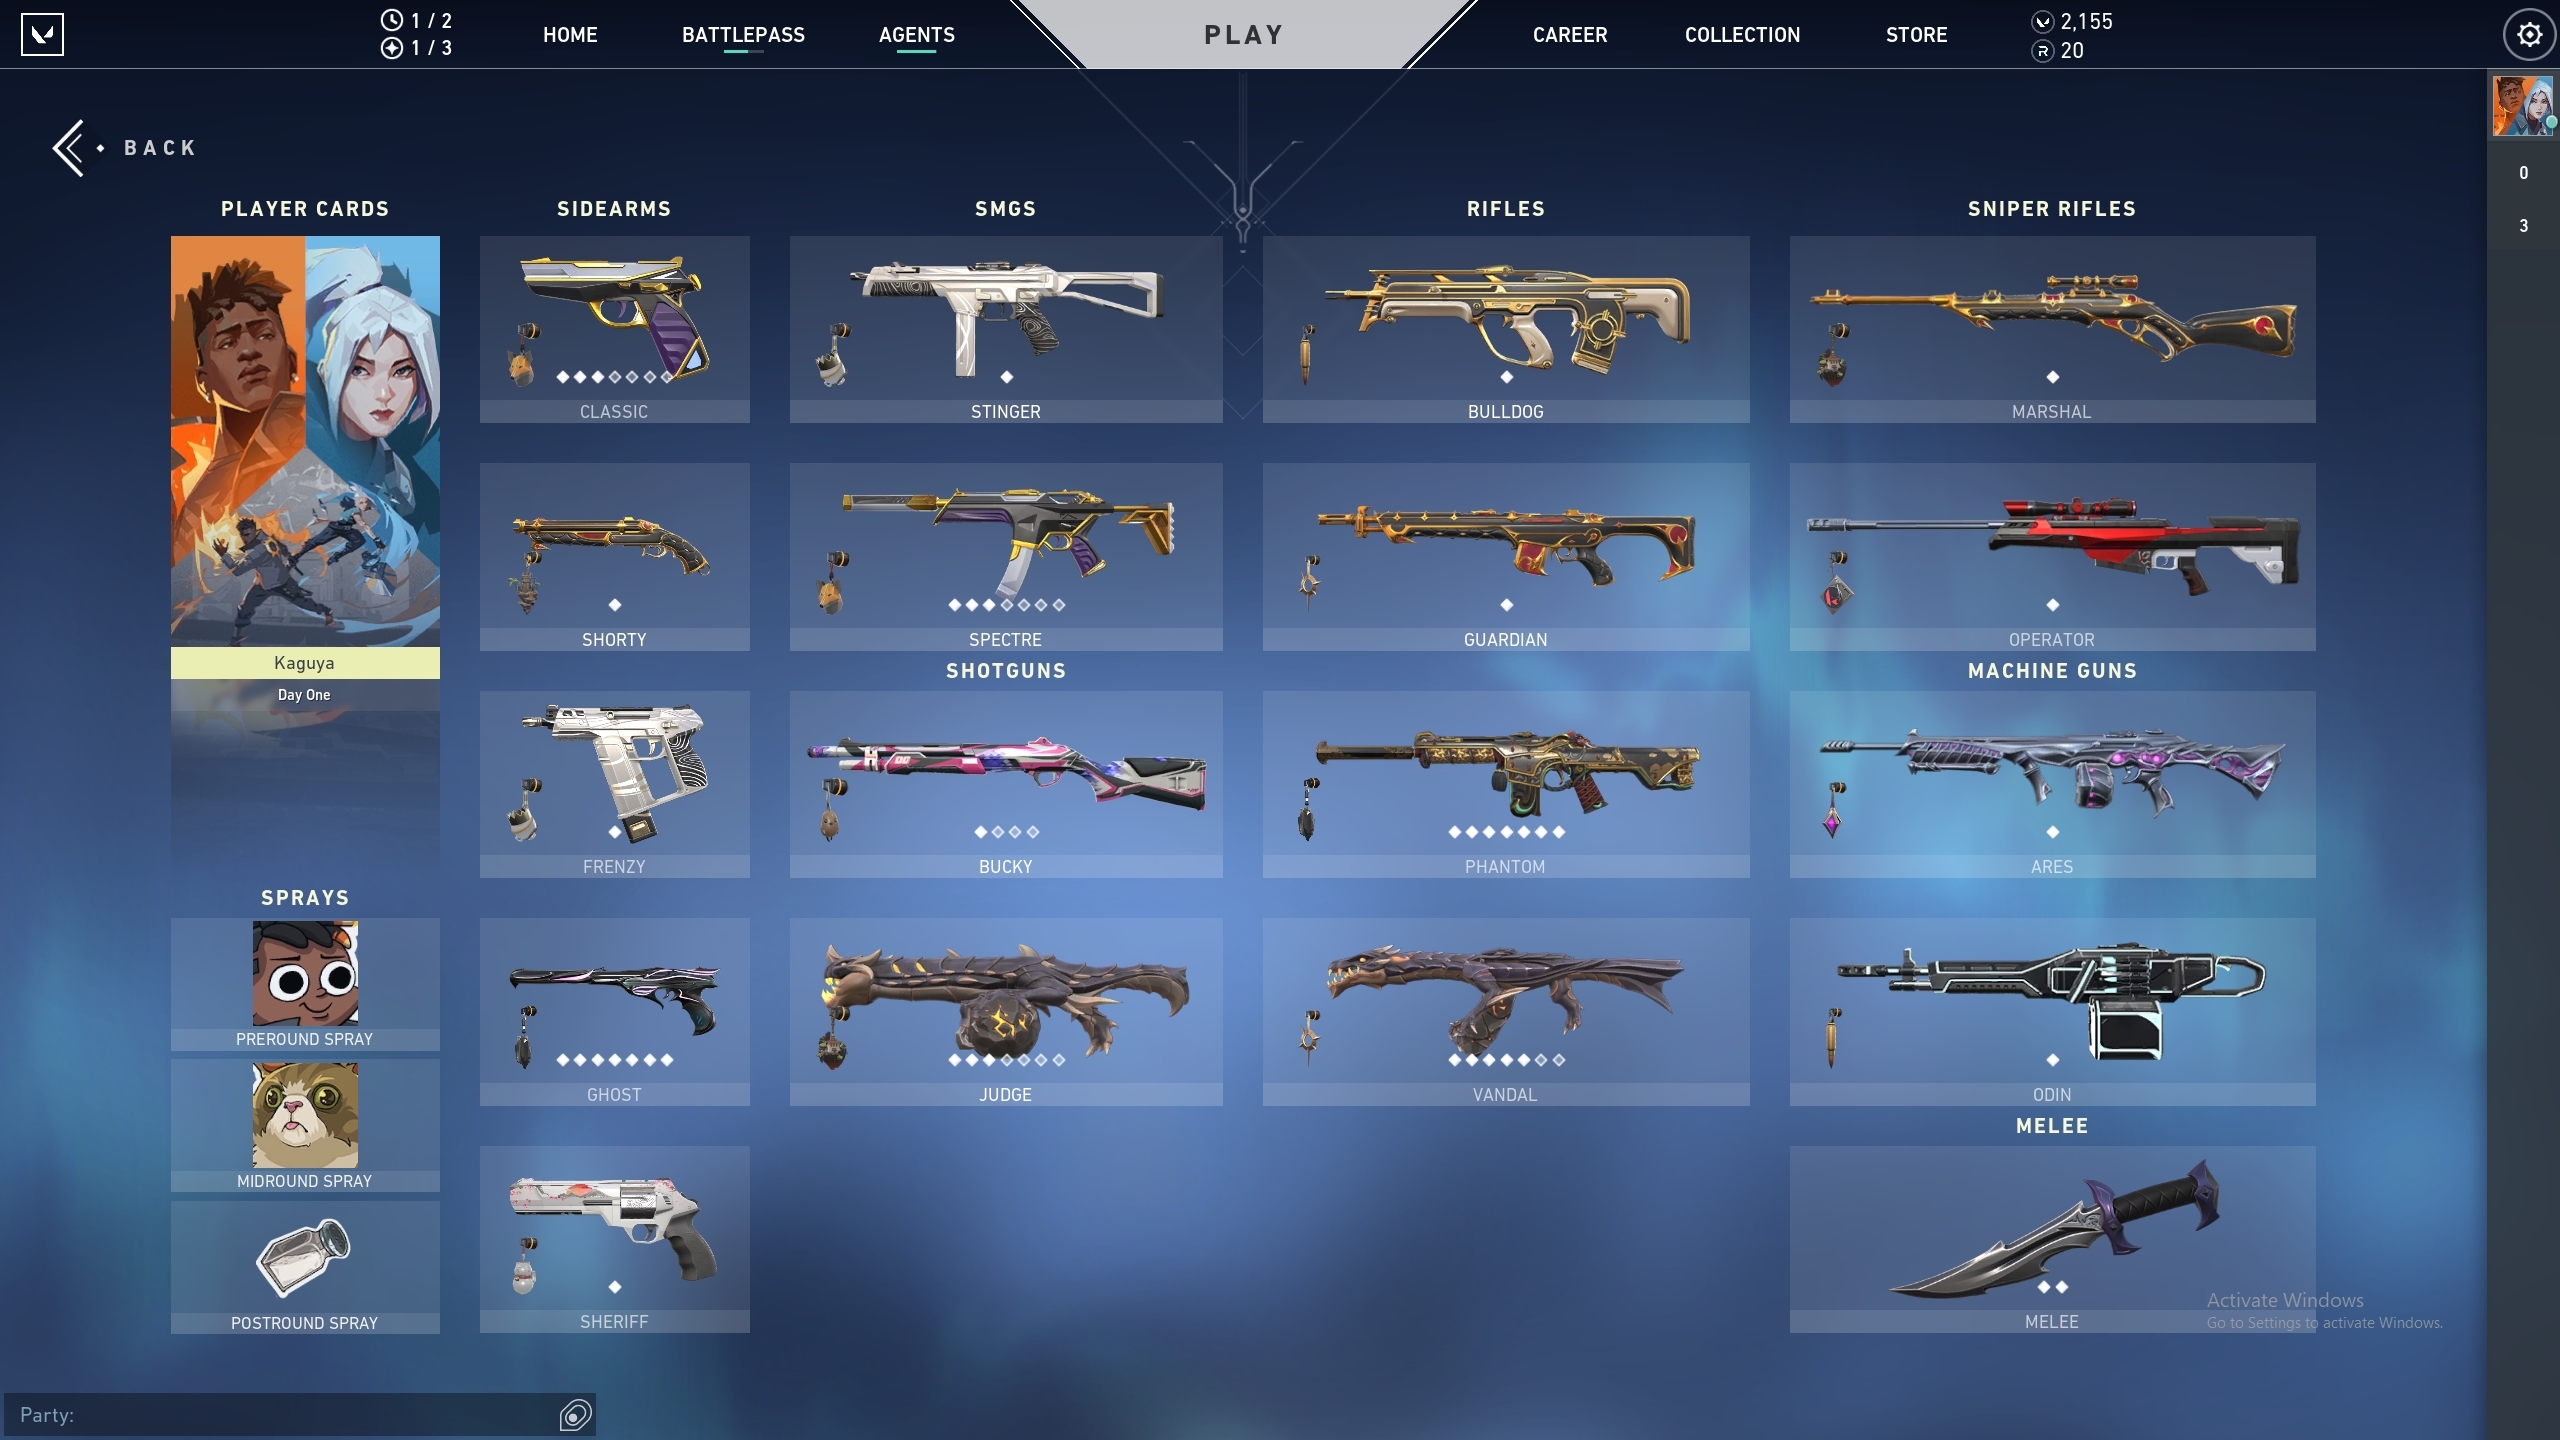 1 / 2
1 / 3
HOME
BATTLEPASS
AGENTS
PLAY
CAREER
COLLECTION
STORE
2,155
R 20
0
3
BACK
PLAYER CARDS
Kaguya
Day One
SPRAYS
PREROUND SPRAY
MIDROUND SPRAY
POSTROUND SPRAY
SIDEARMS
CLASSIC
SHORTY
FRENZY
GHOST
SHERIFF
SMGS
STINGER
SPECTRE
SHOTGUNS
BUCKY
JUDGE
RIFLES
BULLDOG
GUARDIAN
PHANTOM
VANDAL
SNIPER RIFLES
MARSHAL
OPERATOR
MACHINE GUNS
ARES
ODIN
MELEE
MELEE
Activate Windows
Go to Settings to activate Windows.
Party: